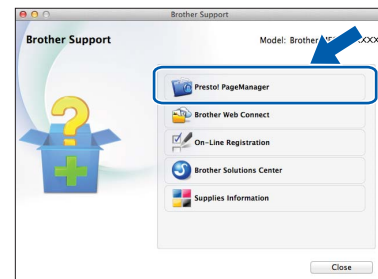 Brother Support
Brother Support
Model: Brother
Presto! PageManager
Brother Web Connect
On-Line Registration
Brother Solutions Center
Supplies Information
Close